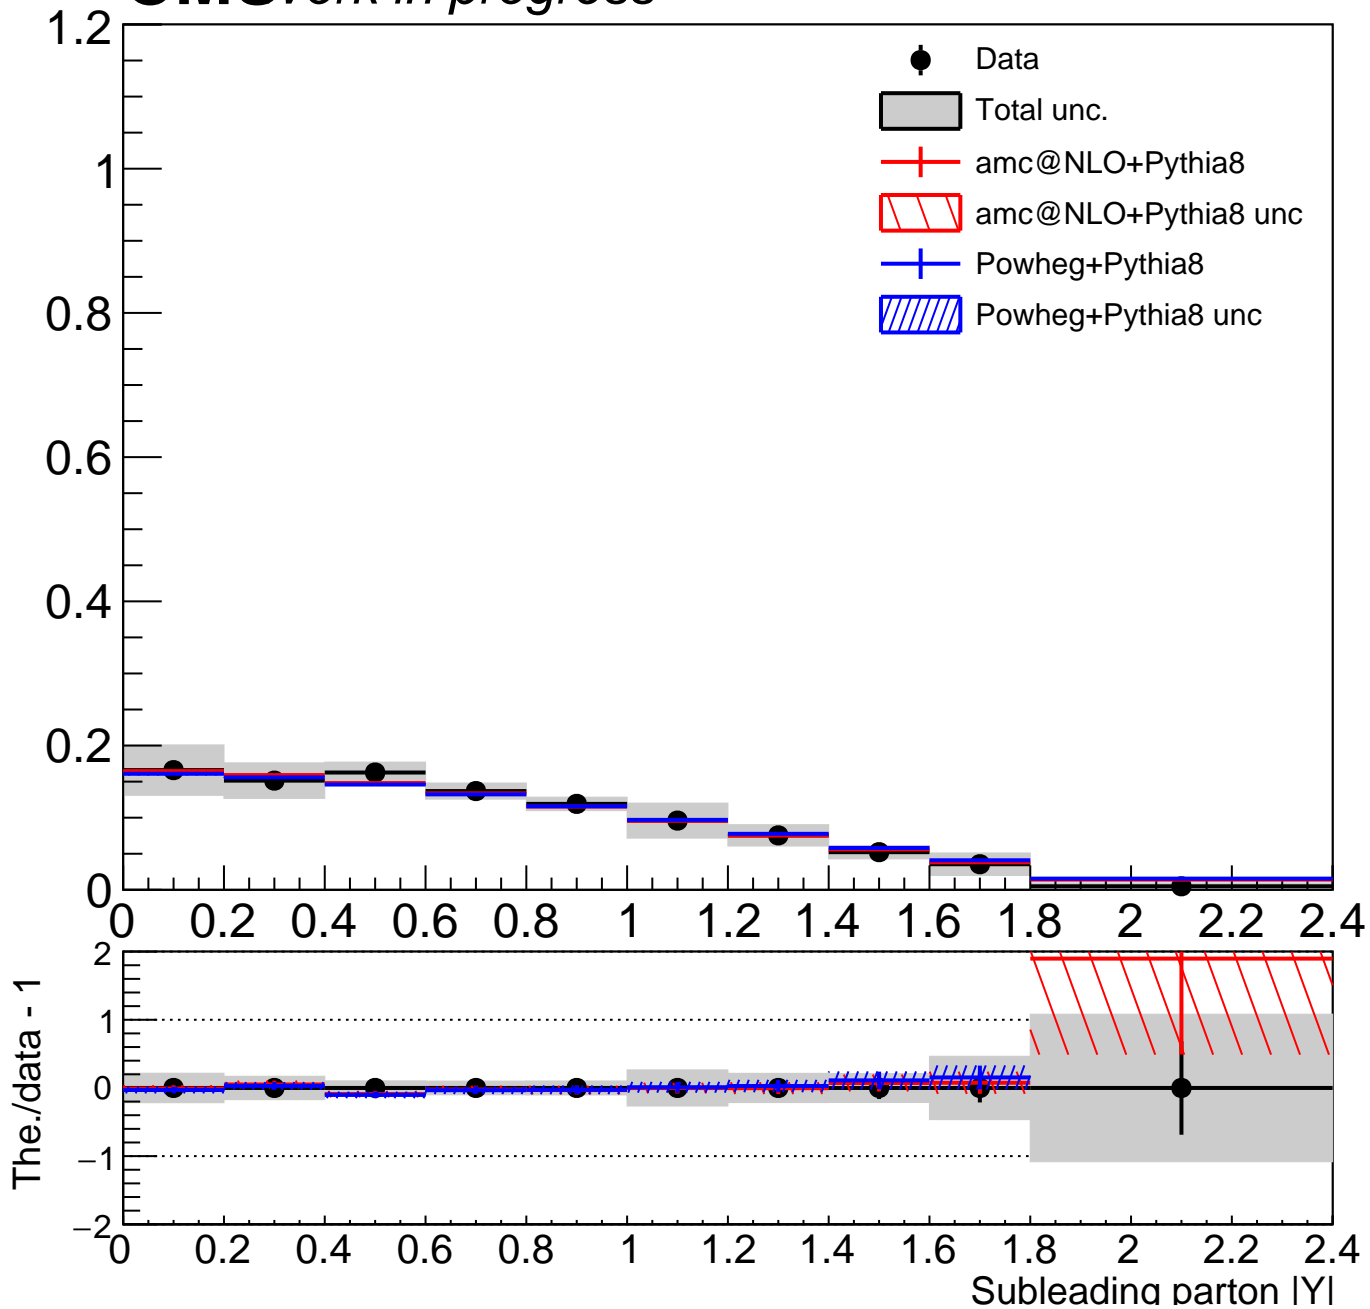 CMS Work in progress
1.2
1
0.8
0.6
0.4
0.2
0
Data
Total unc.
amc@NLO+Pythia8
amc@NLO+Pythia8 unc
Powheg+Pythia8
Powheg+Pythia8 unc
0 0.2 0.4 0.6 0.8 1 1.2 1.4 1.6 1.8 2 2.2 2.4
The./data - 1
2
1
0
−1
−2
0 0.2 0.4 0.6 0.8 1 1.2 1.4 1.6 1.8 2 2.2 2.4
Subleading parton |Y|